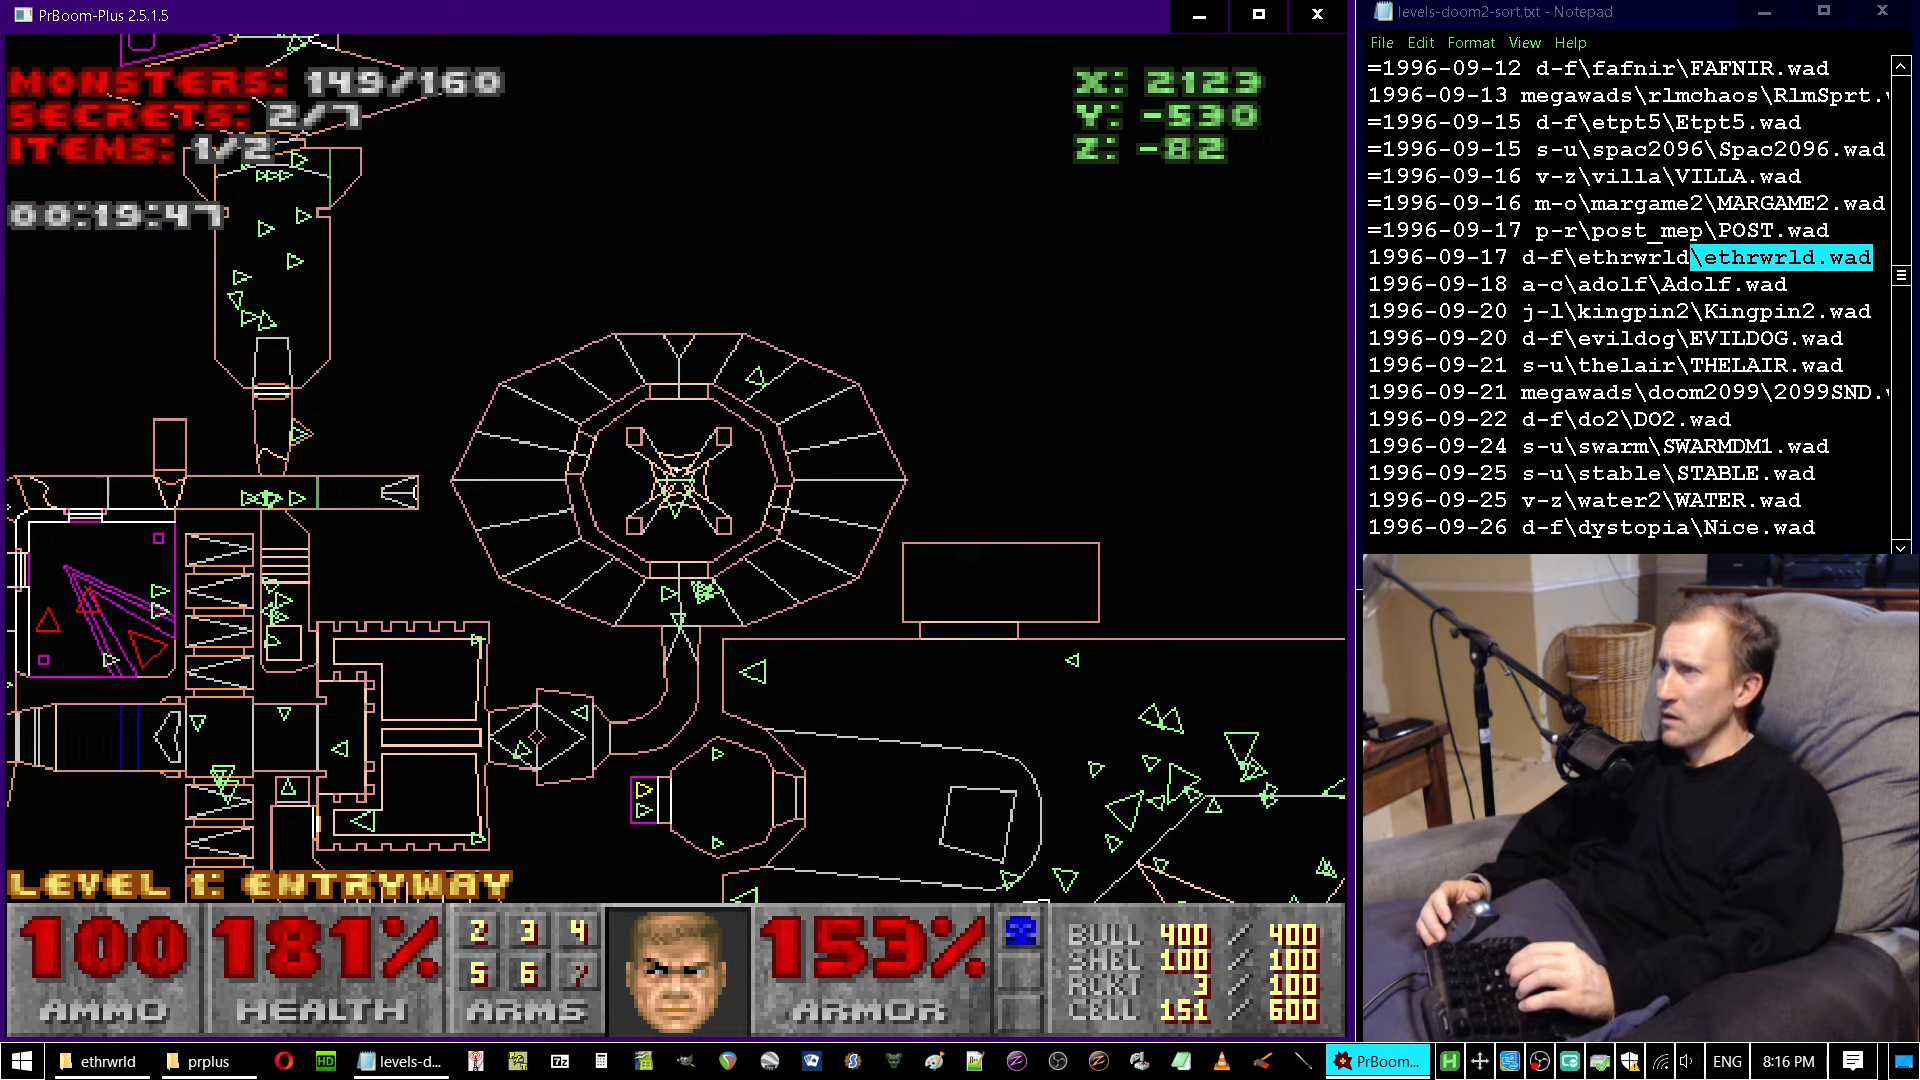 PrBoom-Plus 2.5.1.5
MONSTERS: 149/160
SECRETS: 2/7
ITEMS: 1/2
00:19:47
X: 2123
Y: -530
Z: -82
LEVEL 1: ENTRYWAY
100
AMMO
181%
HEALTH
2 3 4
5 6 7
ARMS
153%
ARMOR
BULL 400 / 400
SHEL 100 / 100
RCKT 3 / 100
CELL 151 / 600
levels-doom2-sort.txt - Notepad
File Edit Format View Help
=1996-09-12 d-f\fafnir\FAFNIR.wad
1996-09-13 megawads\rlmchaos\RlmSprt.
=1996-09-15 d-f\etpt5\Etpt5.wad
=1996-09-15 s-u\spac2096\Spac2096.wad
=1996-09-16 v-z\villa\VILLA.wad
=1996-09-16 m-o\margame2\MARGAME2.wad
=1996-09-17 p-r\post_mep\POST.wad
1996-09-17 d-f\ethrwrld\ethrwrld.wad
1996-09-18 a-c\adolf\Adolf.wad
1996-09-20 j-l\kingpin2\Kingpin2.wad
1996-09-20 d-f\evildog\EVILDOG.wad
1996-09-21 s-u\thelair\THELAIR.wad
1996-09-21 megawads\doom2099\2099SND.
1996-09-22 d-f\do2\DO2.wad
1996-09-24 s-u\swarm\SWARMDM1.wad
1996-09-25 s-u\stable\STABLE.wad
1996-09-25 v-z\water2\WATER.wad
1996-09-26 d-f\dystopia\Nice.wad
ethrwrld
prplus
HD
levels-d...
7z
PrBoom...
ENG
8:16 PM